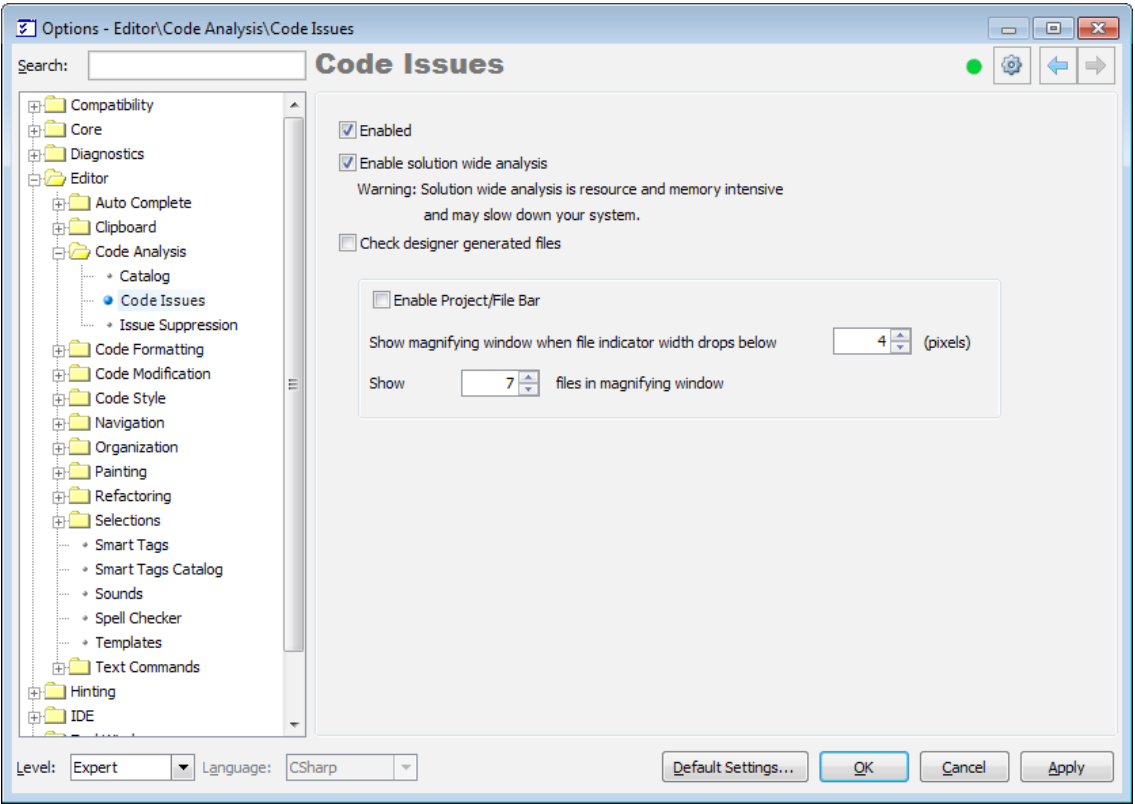 Options - Editor\Code Analysis\Code Issues
Search:
Code Issues
Compatibility
Core
Diagnostics
Editor
Auto Complete
Clipboard
Code Analysis
Catalog
Code Issues
Issue Suppression
Code Formatting
Code Modification
Code Style
Navigation
Organization
Painting
Refactoring
Selections
Smart Tags
Smart Tags Catalog
Sounds
Spell Checker
Templates
Text Commands
Hinting
IDE
Enabled
Enable solution wide analysis
Warning: Solution wide analysis is resource and memory intensive
and may slow down your system.
Check designer generated files
Enable Project/File Bar
Show magnifying window when file indicator width drops below 4 (pixels)
Show 7 files in magnifying window
Level: Expert Language: CSharp Default Settings... OK Cancel Apply